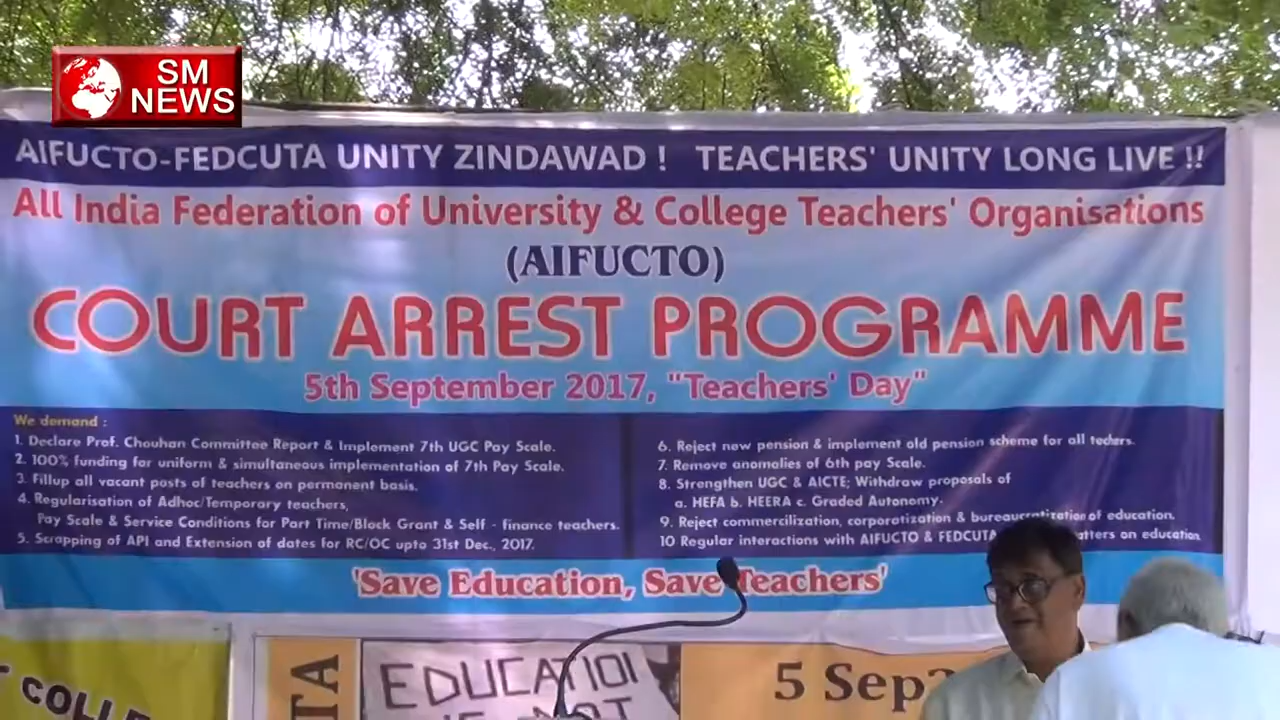 SM
NEWS
AIFUCTO-FEDCUTA UNITY ZINDAWAD ! TEACHERS' UNITY LONG LIVE !!
All India Federation of University & College Teachers' Organisations
(AIFUCTO)
COURT ARREST PROGRAMME
5th September 2017, "Teachers' Day"
We demand :
1. Declare Prof. Chouhan Committee Report & Implement 7th UGC Pay Scale.
2. 100% funding for uniform & simultaneous implementation of 7th Pay Scale.
3. Fillup all vacant posts of teachers on permanent basis.
4. Regularisation of Adhoc/Temporary teachers,
Pay Scale & Service Conditions for Part Time/Block Grant & Self - finance teachers.
5. Scrapping of API and Extension of dates for RC/OC upto 31st Dec., 2017.
6. Reject new pension & implement old pension scheme for all techers.
7. Remove anomalies of 6th pay Scale.
8. Strengthen UGC & AICTE; Withdraw proposals of
a. HEFA b. HEERA c. Graded Autonomy.
9. Reject commercilization, corporatization & bureaucratization of education.
10 Regular interactions with AIFUCTO & FEDCUTA atters on education.
'Save Education, Save Teachers'
COLL
TA
EDUCATION
NOT
5 Sep